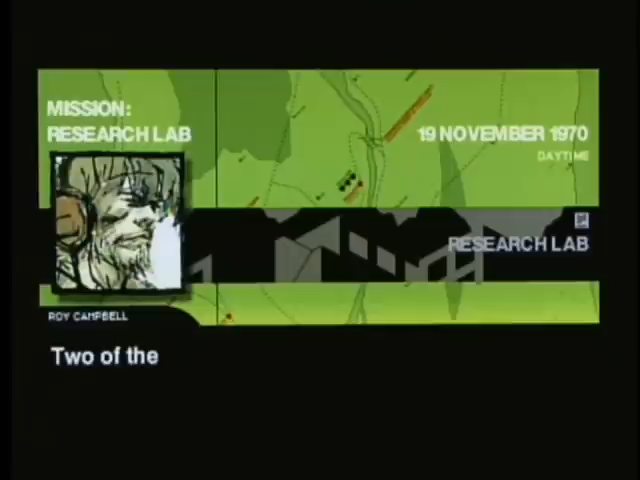 MISSION:
RESEARCH LAB
19 NOVEMBER 1970
DAYTIME
RESEARCH LAB
ROY CAMPBELL
Two of the